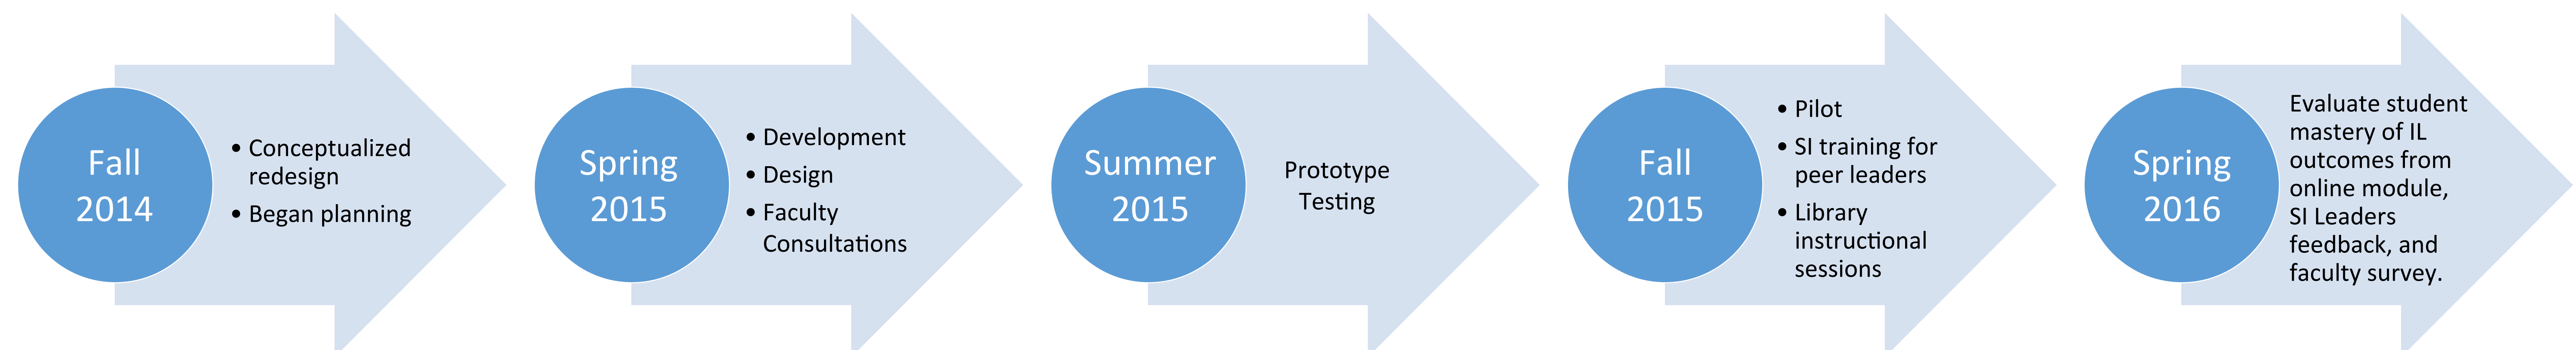 Fall
2014
• Conceptualized
redesign
• Began planning
Spring
2015
• Development
• Design
• Faculty
Consultations
Summer
2015
Prototype
Testing
Fall
2015
• Pilot
• SI training for
peer leaders
• Library
instructional
sessions
Spring
2016
Evaluate student
mastery of IL
outcomes from
online module,
SI Leaders
feedback, and
faculty survey.